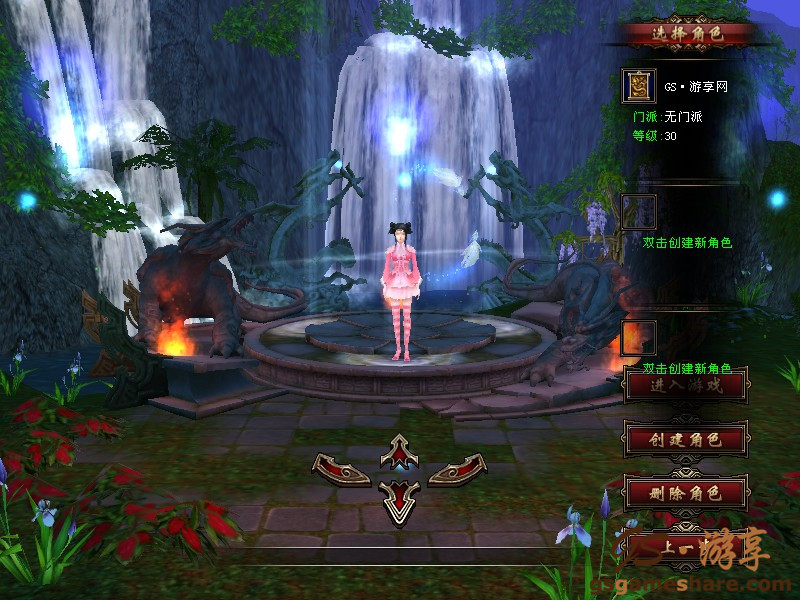 选择角色
GS·游享网
门派:无门派
等级:30
双击创建新角色
双击创建新角色
进入游戏
创建角色
删除角色
上一
游享
gsgameshare.com